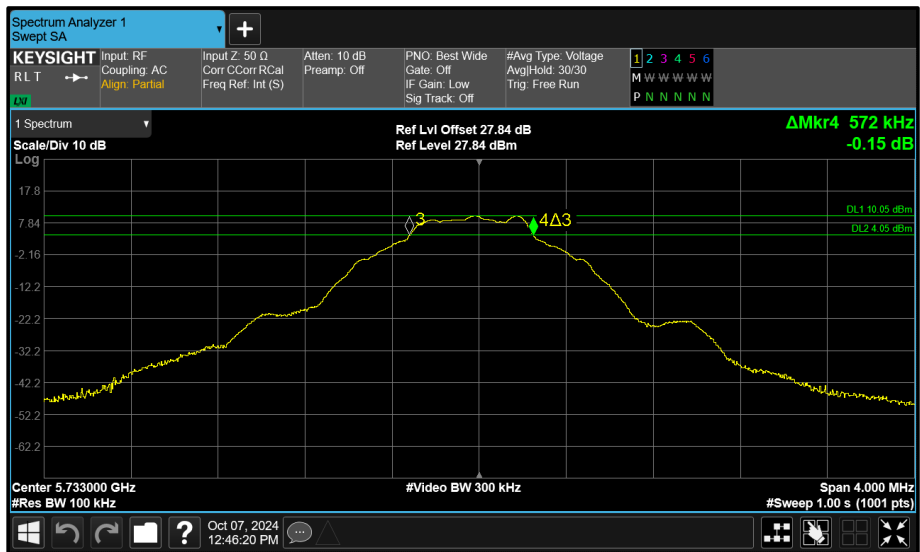 Spectrum Analyzer 1
Swept SA
+
KEYSIGHT
R L T
LXI
Input: RF
Coupling: AC
Align: Partial
Input Z: 50 Ω
Corr CCorr RCal
Freq Ref: Int (S)
Atten: 10 dB
Preamp: Off
PNO: Best Wide
Gate: Off
IF Gain: Low
Sig Track: Off
#Avg Type: Voltage
Avg|Hold: 30/30
Trig: Free Run
1 2 3 4 5 6
M W W W W W
P N N N N N
1 Spectrum
Scale/Div 10 dB
Log
Ref Lvl Offset 27.84 dB
Ref Level 27.84 dBm
ΔMkr4 572 kHz
-0.15 dB
17.8
7.84
-2.16
-12.2
-22.2
-32.2
-42.2
-52.2
-62.2
3
4Δ3
DL1 10.05 dBm
DL2 4.05 dBm
Center 5.733000 GHz
#Res BW 100 kHz
#Video BW 300 kHz
Span 4.000 MHz
#Sweep 1.00 s (1001 pts)
?
Oct 07, 2024
12:46:20 PM